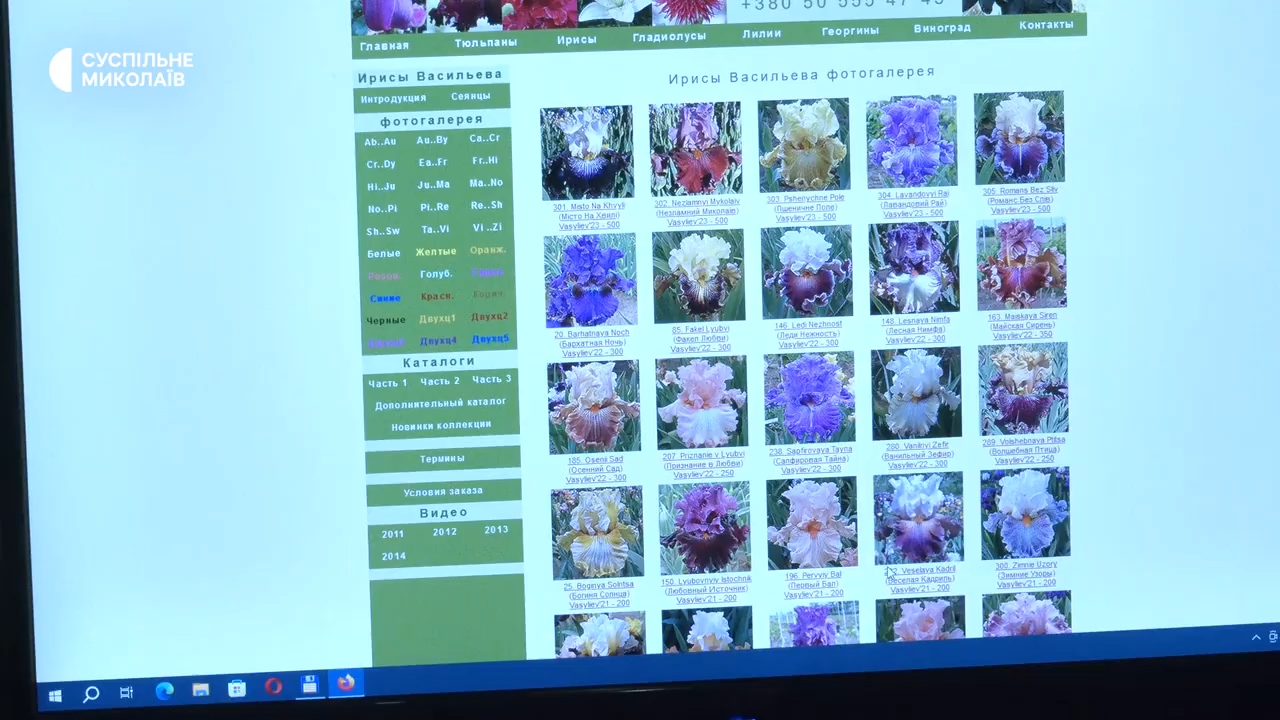 +380 50 555 47 45
Главная Тюльпаны Ирисы Гладиолусы Лилии Георгины Виноград Контакты
СУСПІЛЬНЕ
МИКОЛАЇВ
Ирисы Васильева
Интродукция Сеянцы
фотогалерея
Ab..Au Au..By Ca..Cr
Cr..Dy Ea..Fr Fr..Hi
Hi..Ju Ju..Ma Ma..No
No..Pi Pi..Re Ro..Sh
Sh..Sw Ta..Vi Vi..Zi
Белые Желтые Оранж.
Розов. Голуб.
Синие Красн. Корич.
Черные Двухц1 Двухц2
Двухц4 Двухц5
Каталоги
Часть 1 Часть 2 Часть 3
Дополнительный каталог
Новинки коллекции
Термины
Условия заказа
Видео
2011 2012 2013
2014
Ирисы Васильева фотогалерея
301. Misto Na Khvyli
(Місто На Хвилі)
Vasyliev'23 - 500
302. Nezlamnyi Mykolaiv
(Незламний Миколаїв)
Vasyliev'23 - 500
303. Pshenychne Pole
(Пшеничне Поле)
Vasyliev'23 - 500
304. Lavandovyi Rai
(Лавандовий Рай)
Vasyliev'23 - 500
305. Romans Bez Sliv
(Романс Без Слів)
Vasyliev'23 - 500
20. Barhatnaya Noch
(Бархатная Ночь)
Vasyliev'22 - 300
85. Fakel Lyubvi
(Факел Любви)
Vasyliev'22 - 300
146. Ledi Nezhnost
(Леди Нежность)
Vasyliev'22 - 300
148. Lesnaya Nimfa
(Лесная Нимфа)
Vasyliev'22 - 300
163. Maiskaya Siren
(Майская Сирень)
Vasyliev'22 - 350
185. Osenii Sad
(Осенний Сад)
Vasyliev'22 - 300
207. Priznanie v Lyubvi
(Признание в Любви)
Vasyliev'22 - 250
238. Sapfirovaya Tayna
(Сапфировая Тайна)
Vasyliev'22 - 300
280. Vanilnyi Zefir
(Ванильный Зефир)
Vasyliev'22 - 300
289. Volshebnaya Ptitsa
(Волшебная Птица)
Vasyliev'22 - 250
25. Boginya Solntsa
(Богиня Солнца)
Vasyliev'21 - 200
150. Lyubovnyiy Istochnik
(Любовный Источник)
Vasyliev'21 - 200
196. Pervyiy Bal
(Первый Бал)
Vasyliev'21 - 200
Veselaya Kadril
(Веселая Кадриль)
Vasyliev'21 - 200
300. Zimnie Uzory
(Зимние Узоры)
Vasyliev'21 - 200